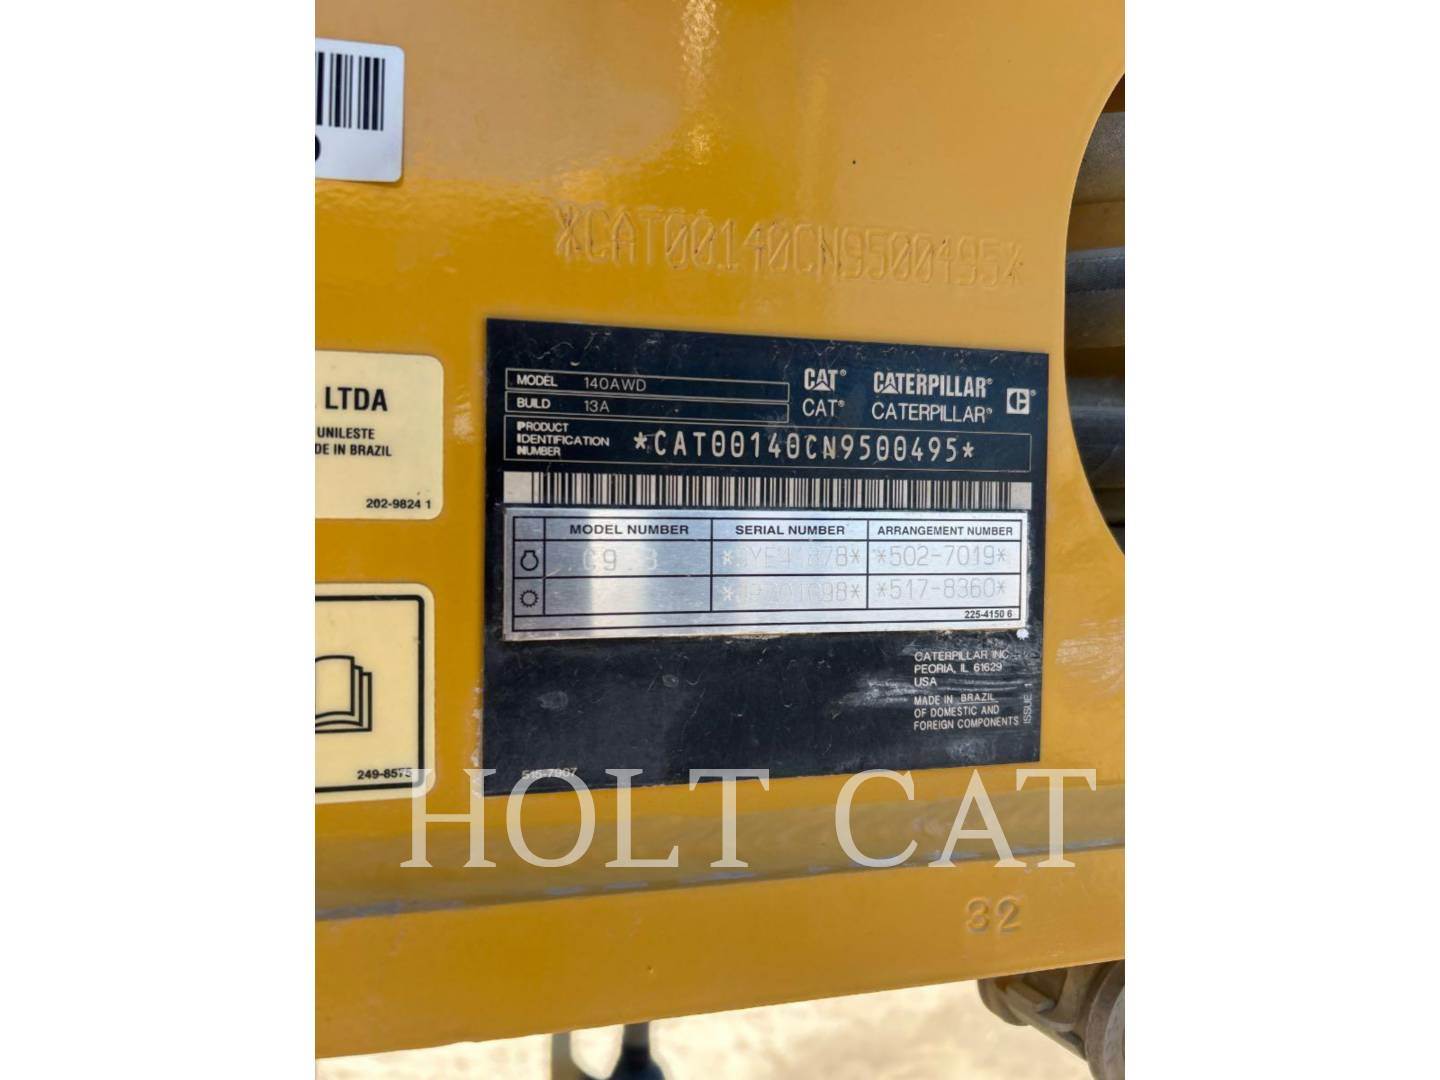 *CAT00140CN9500495*
MODEL 140AWD
BUILD 13A
CAT® CATERPILLAR®
CAT® CATERPILLAR®
PRODUCT
IDENTIFICATION
NUMBER
*CAT00140CN9500495*
LTDA
UNILESTE
DE IN BRAZIL
202-9824 1
MODEL NUMBER SERIAL NUMBER ARRANGEMENT NUMBER
*502-7019*
*517-8360*
225-4150 6
CATERPILLAR INC.
PEORIA, IL 61629
USA
MADE IN BRAZIL
OF DOMESTIC AND
FOREIGN COMPONENTS
ISSUE 1
249-8575
515-7907
HOLT CAT
32